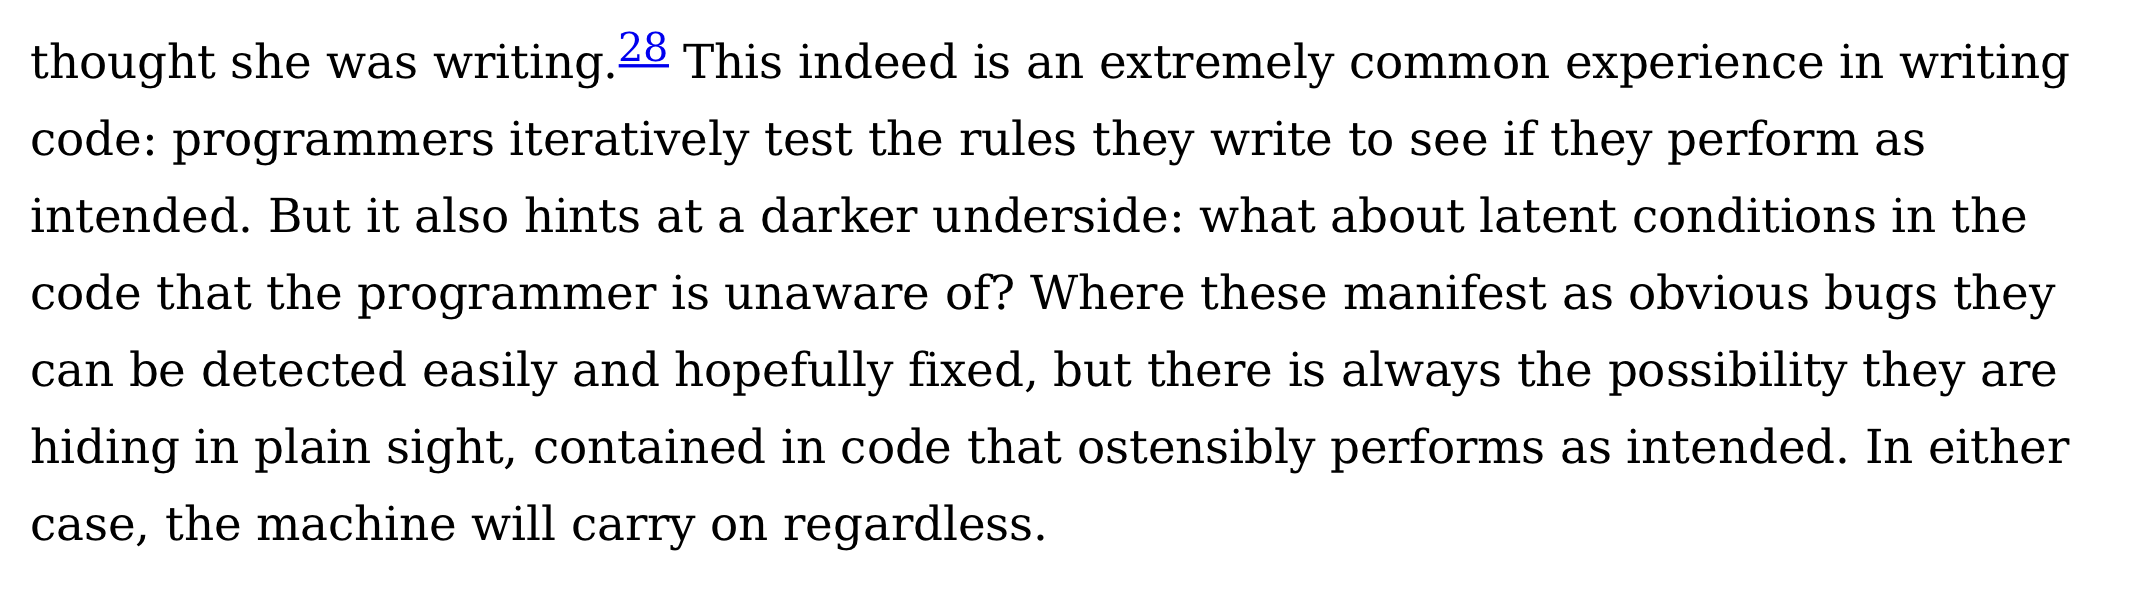 thought she was writing.28 This indeed is an extremely common experience in writing
code: programmers iteratively test the rules they write to see if they perform as
intended. But it also hints at a darker underside: what about latent conditions in the
code that the programmer is unaware of? Where these manifest as obvious bugs they
can be detected easily and hopefully fixed, but there is always the possibility they are
hiding in plain sight, contained in code that ostensibly performs as intended. In either
case, the machine will carry on regardless.